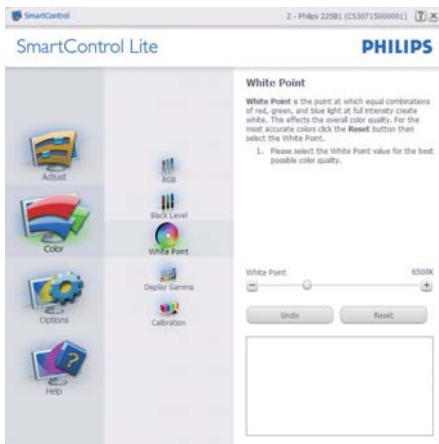 SmartControl
2 - Philips 225B1 (CS30715000001)
SmartControl Lite
PHILIPS
Adjust
Color
Options
Help
RGB
Black Level
White Point
Display Gamma
Calibration
White Point
White Point is the point at which equal combinations
of red, green, and blue light at full intensity create
white. This effects the overall color quality. For the
most accurate colors click the Reset button then
select the White Point.
1. Please select the White Point value for the best
possible color quality.
White Point
6500K
Undo
Reset